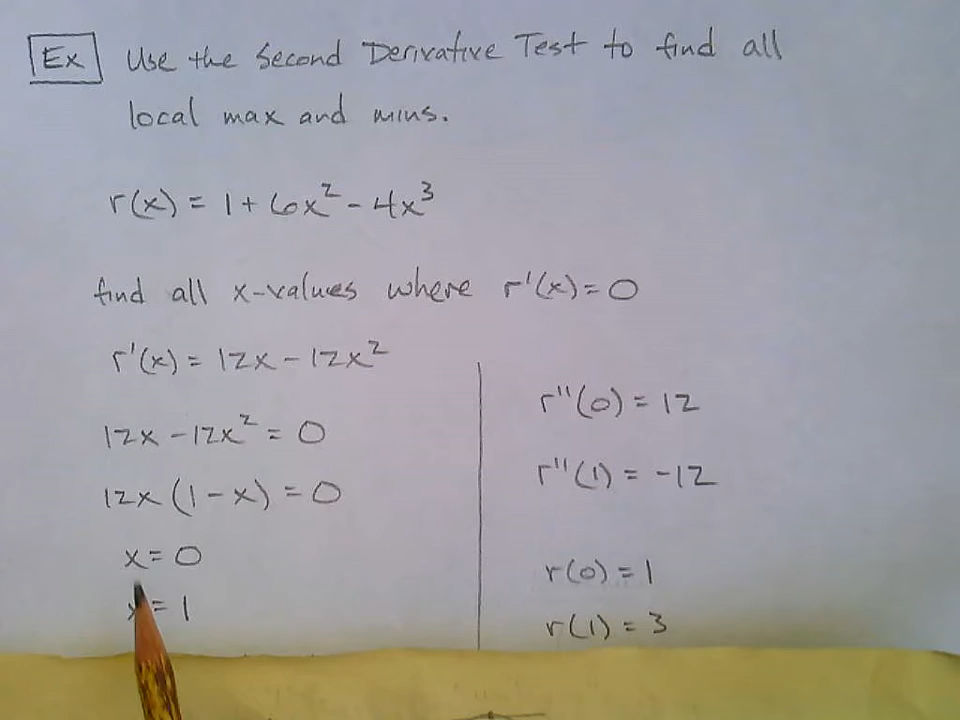 Ex Use the Second Derivative Test to find all
local max and mins.
r(x) = 1 + 6x² - 4x³
find all x-values where r'(x) = 0
r'(x) = 12x - 12x²
12x - 12x² = 0
12x (1 - x) = 0
x = 0
x = 1
r''(0) = 12
r''(1) = -12
r(0) = 1
r(1) = 3